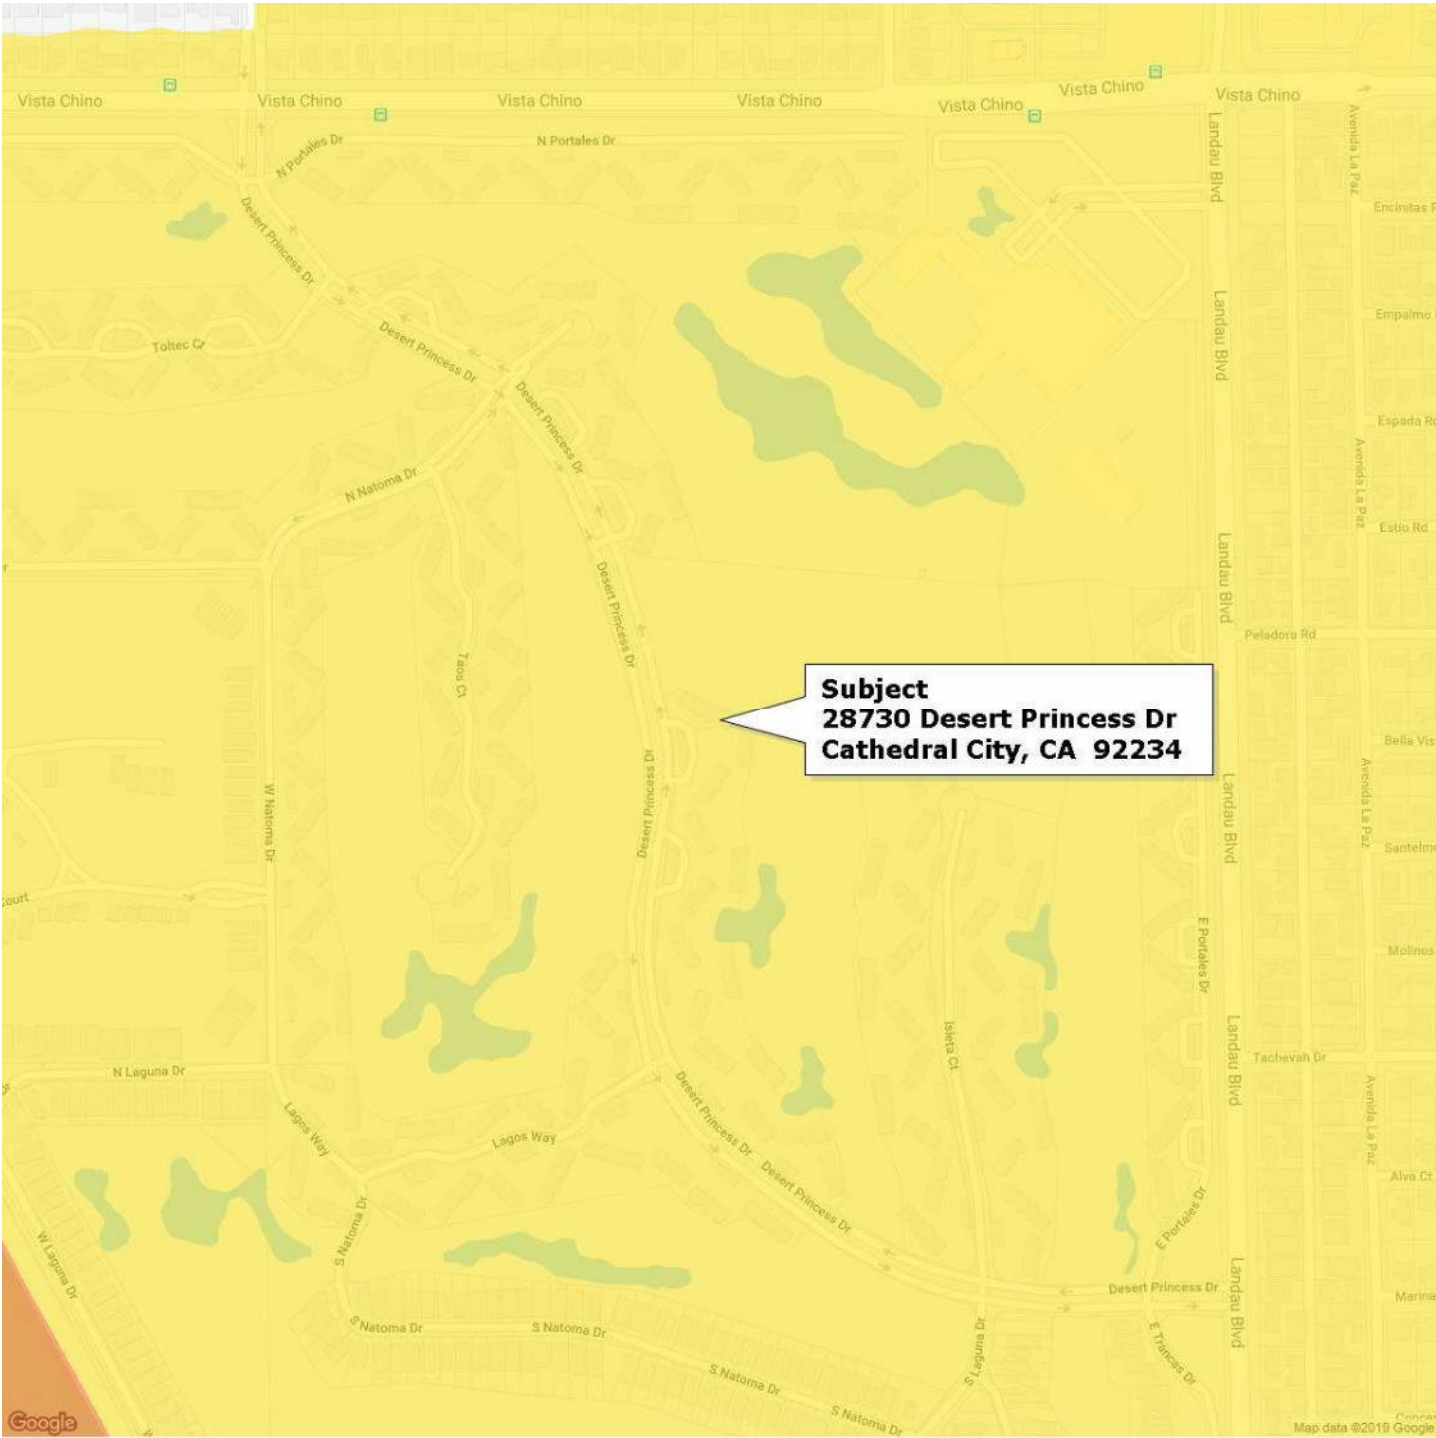 Vista Chino
Vista Chino
Vista Chino
Vista Chino
Vista Chino
Vista Chino
Vista Chino
N Portales Dr
N Portales Dr
Landau Blvd
Avenida La Paz
Encinitas
Desert Princess Dr
Toltec Cr
Desert Princess Dr
Landau Blvd
Empalmo
Desert Princess Dr
Espada Rd
N Natoma Dr
Avenida La Paz
Estio Rd
Landau Blvd
Desert Princess Dr
Peladora Rd
Taos Ct
Subject
28730 Desert Princess Dr
Cathedral City, CA 92234
Bella Vis
W Natoma Dr
Desert Princess Dr
Landau Blvd
Avenida La Paz
Santelmo
Court
E Portales Dr
Molinos
Isleta Ct
Landau Blvd
Tachevah Dr
N Laguna Dr
Lagos Way
Lagos Way
Desert Princess Dr
Avenida La Paz
Alva Ct
Desert Princess Dr
S Natoma Dr
E Portales Dr
W Laguna Dr
Desert Princess Dr
Landau Blvd
Marina
S Natoma Dr
S Natoma Dr
S Laguna Dr
E Trancas Dr
S Natoma Dr
S Natoma Dr
Google
Map data ©2019 Google